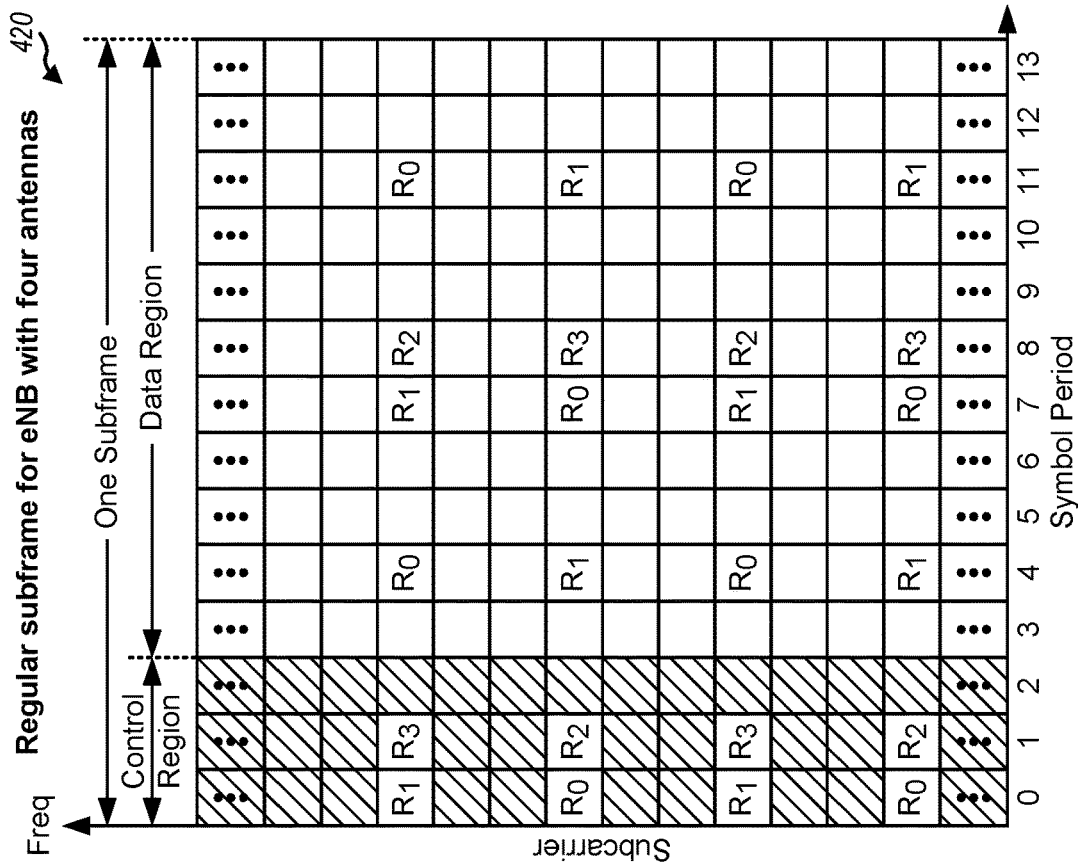 Regular subframe for eNB with four antennas
420
Freq
One Subframe
Control Region
Data Region
R1 R3 R0 R1 R2 R0
R0 R2 R1 R0 R3 R1
R1 R3 R0 R1 R2 R0
R0 R2 R1 R0 R3 R1
Subcarrier
0 1 2 3 4 5 6 7 8 9 10 11 12 13
Symbol Period